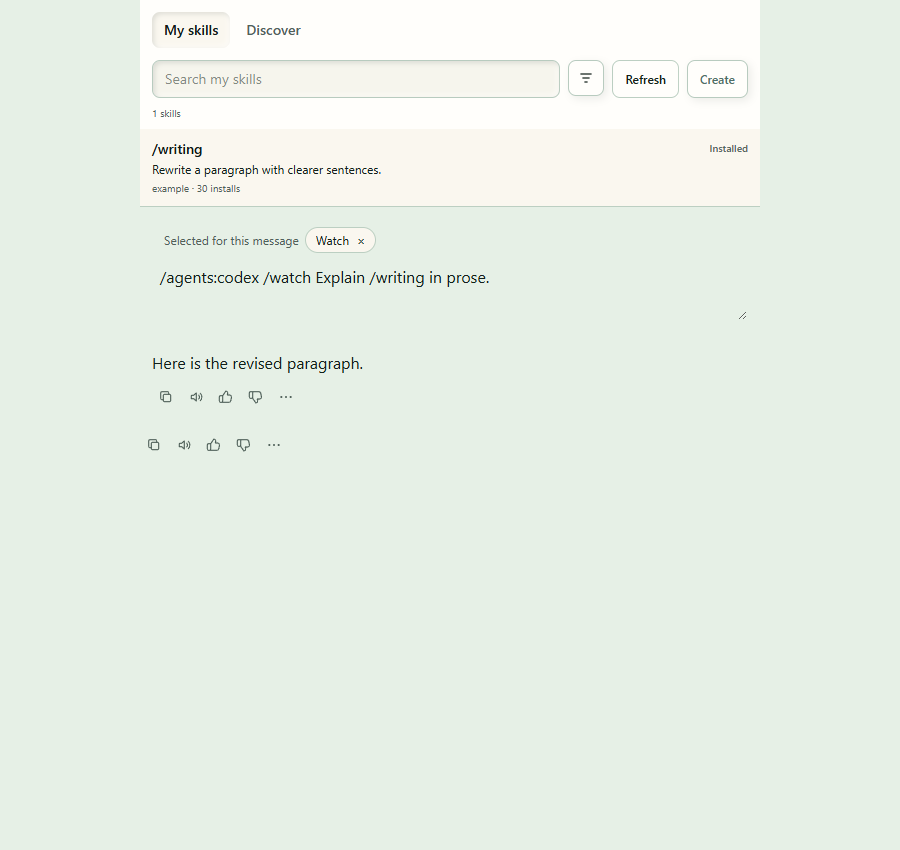 My skills Discover
Search my skills Refresh Create
1 skills
/writing Installed
Rewrite a paragraph with clearer sentences.
example · 30 installs
Selected for this message Watch ×
/agents:codex /watch Explain /writing in prose.
Here is the revised paragraph.